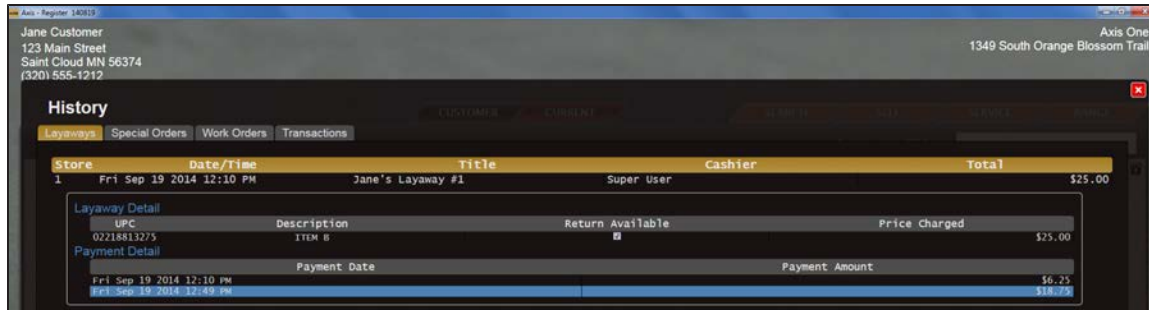 Axis - Register 140819
Jane Customer
123 Main Street
Saint Cloud MN 56374
(320) 555-1212
Axis One
1349 South Orange Blossom Trail
History
CUSTOMER CURRENT
Layaways Special Orders Work Orders Transactions
Store Date/Time Title Cashier Total
1 Fri Sep 19 2014 12:10 PM Jane's Layaway #1 Super User $25.00
Layaway Detail
UPC Description Return Available Price Charged
02218813275 ITEM B $25.00
Payment Detail
Payment Date Payment Amount
Fri Sep 19 2014 12:10 PM $6.25
Fri Sep 19 2014 12:49 PM $18.75